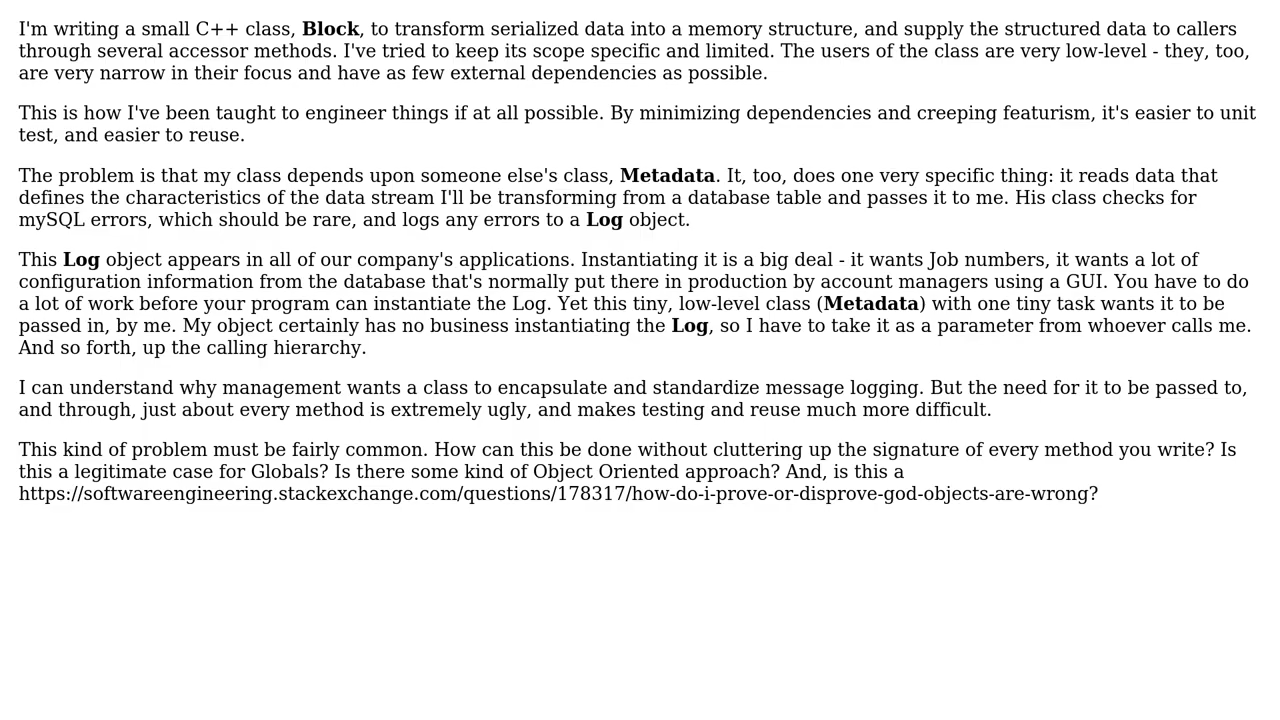 I'm writing a small C++ class, Block, to transform serialized data into a memory structure, and supply the structured data to callers
through several accessor methods. I've tried to keep its scope specific and limited. The users of the class are very low-level - they, too,
are very narrow in their focus and have as few external dependencies as possible.
This is how I've been taught to engineer things if at all possible. By minimizing dependencies and creeping featurism, it's easier to unit
test, and easier to reuse.
The problem is that my class depends upon someone else's class, Metadata. It, too, does one very specific thing: it reads data that
defines the characteristics of the data stream I'll be transforming from a database table and passes it to me. His class checks for
mySQL errors, which should be rare, and logs any errors to a Log object.
This Log object appears in all of our company's applications. Instantiating it is a big deal - it wants Job numbers, it wants a lot of
configuration information from the database that's normally put there in production by account managers using a GUI. You have to do
a lot of work before your program can instantiate the Log. Yet this tiny, low-level class (Metadata) with one tiny task wants it to be
passed in, by me. My object certainly has no business instantiating the Log, so I have to take it as a parameter from whoever calls me.
And so forth, up the calling hierarchy.
I can understand why management wants a class to encapsulate and standardize message logging. But the need for it to be passed to,
and through, just about every method is extremely ugly, and makes testing and reuse much more difficult.
This kind of problem must be fairly common. How can this be done without cluttering up the signature of every method you write? Is
this a legitimate case for Globals? Is there some kind of Object Oriented approach? And, is this a
https://softwareengineering.stackexchange.com/questions/178317/how-do-i-prove-or-disprove-god-objects-are-wrong?